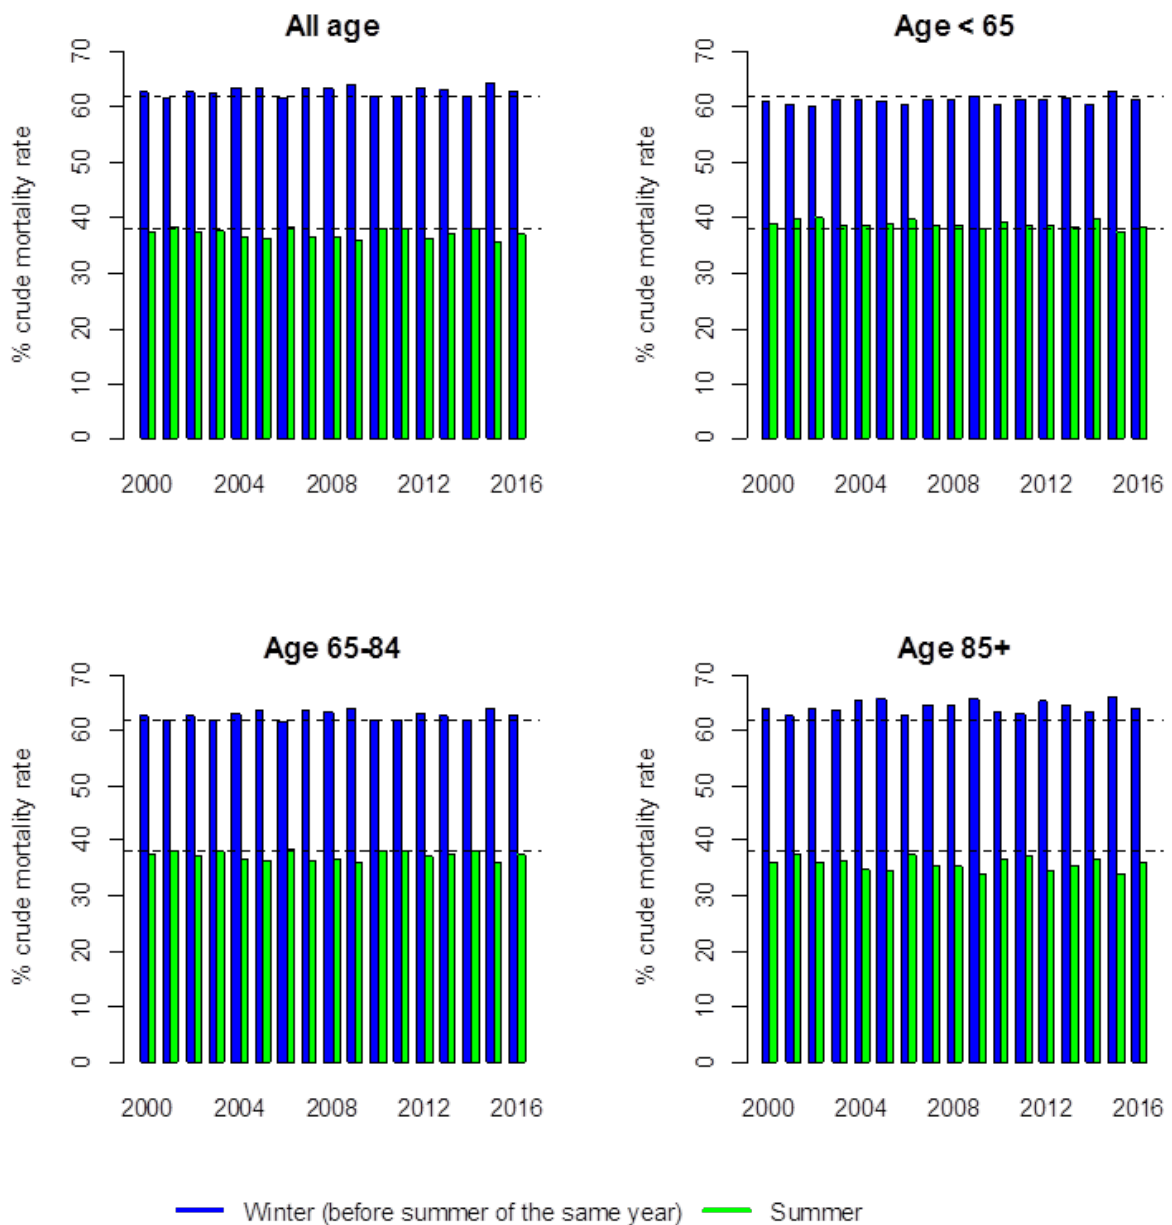 All age
% crude mortality rate
70
60
50
40
30
20
10
0
2000 2004 2008 2012 2016
Age < 65
% crude mortality rate
70
60
50
40
30
20
10
0
2000 2004 2008 2012 2016
Age 65-84
% crude mortality rate
70
60
50
40
30
20
10
0
2000 2004 2008 2012 2016
Age 85+
% crude mortality rate
70
60
50
40
30
20
10
0
2000 2004 2008 2012 2016
Winter (before summer of the same year) Summer